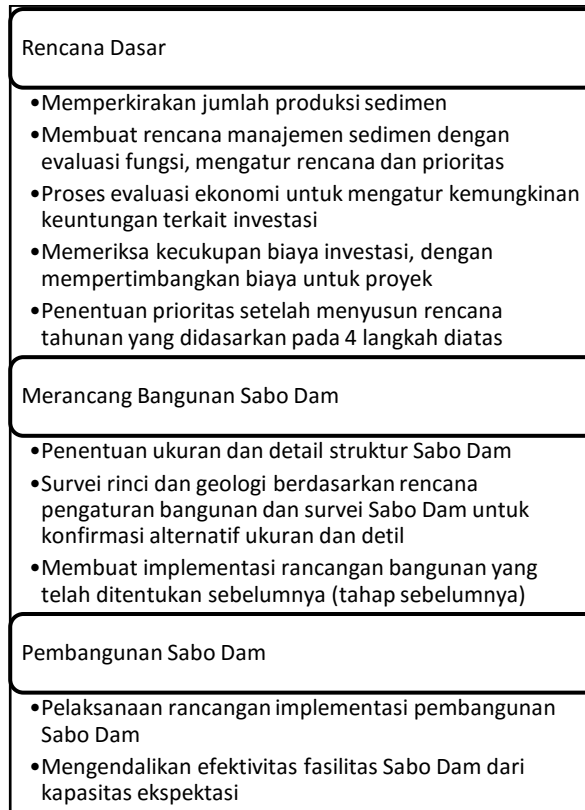 Rencana Dasar
•Memperkirakan jumlah produksi sedimen
•Membuat rencana manajemen sedimen dengan
evaluasi fungsi, mengatur rencana dan prioritas
•Proses evaluasi ekonomi untuk mengatur kemungkinan
keuntungan terkait investasi
•Memeriksa kecukupan biaya investasi, dengan
mempertimbangkan biaya untuk proyek
•Penentuan prioritas setelah menyusun rencana
tahunan yang didasarkan pada 4 langkah diatas
Merancang Bangunan Sabo Dam
•Penentuan ukuran dan detail struktur Sabo Dam
•Survei rinci dan geologi berdasarkan rencana
pengaturan bangunan dan survei Sabo Dam untuk
konfirmasi alternatif ukuran dan detil
•Membuat implementasi rancangan bangunan yang
telah ditentukan sebelumnya (tahap sebelumnya)
Pembangunan Sabo Dam
•Pelaksanaan rancangan implementasi pembangunan
Sabo Dam
•Mengendalikan efektivitas fasilitas Sabo Dam dari
kapasitas ekspektasi